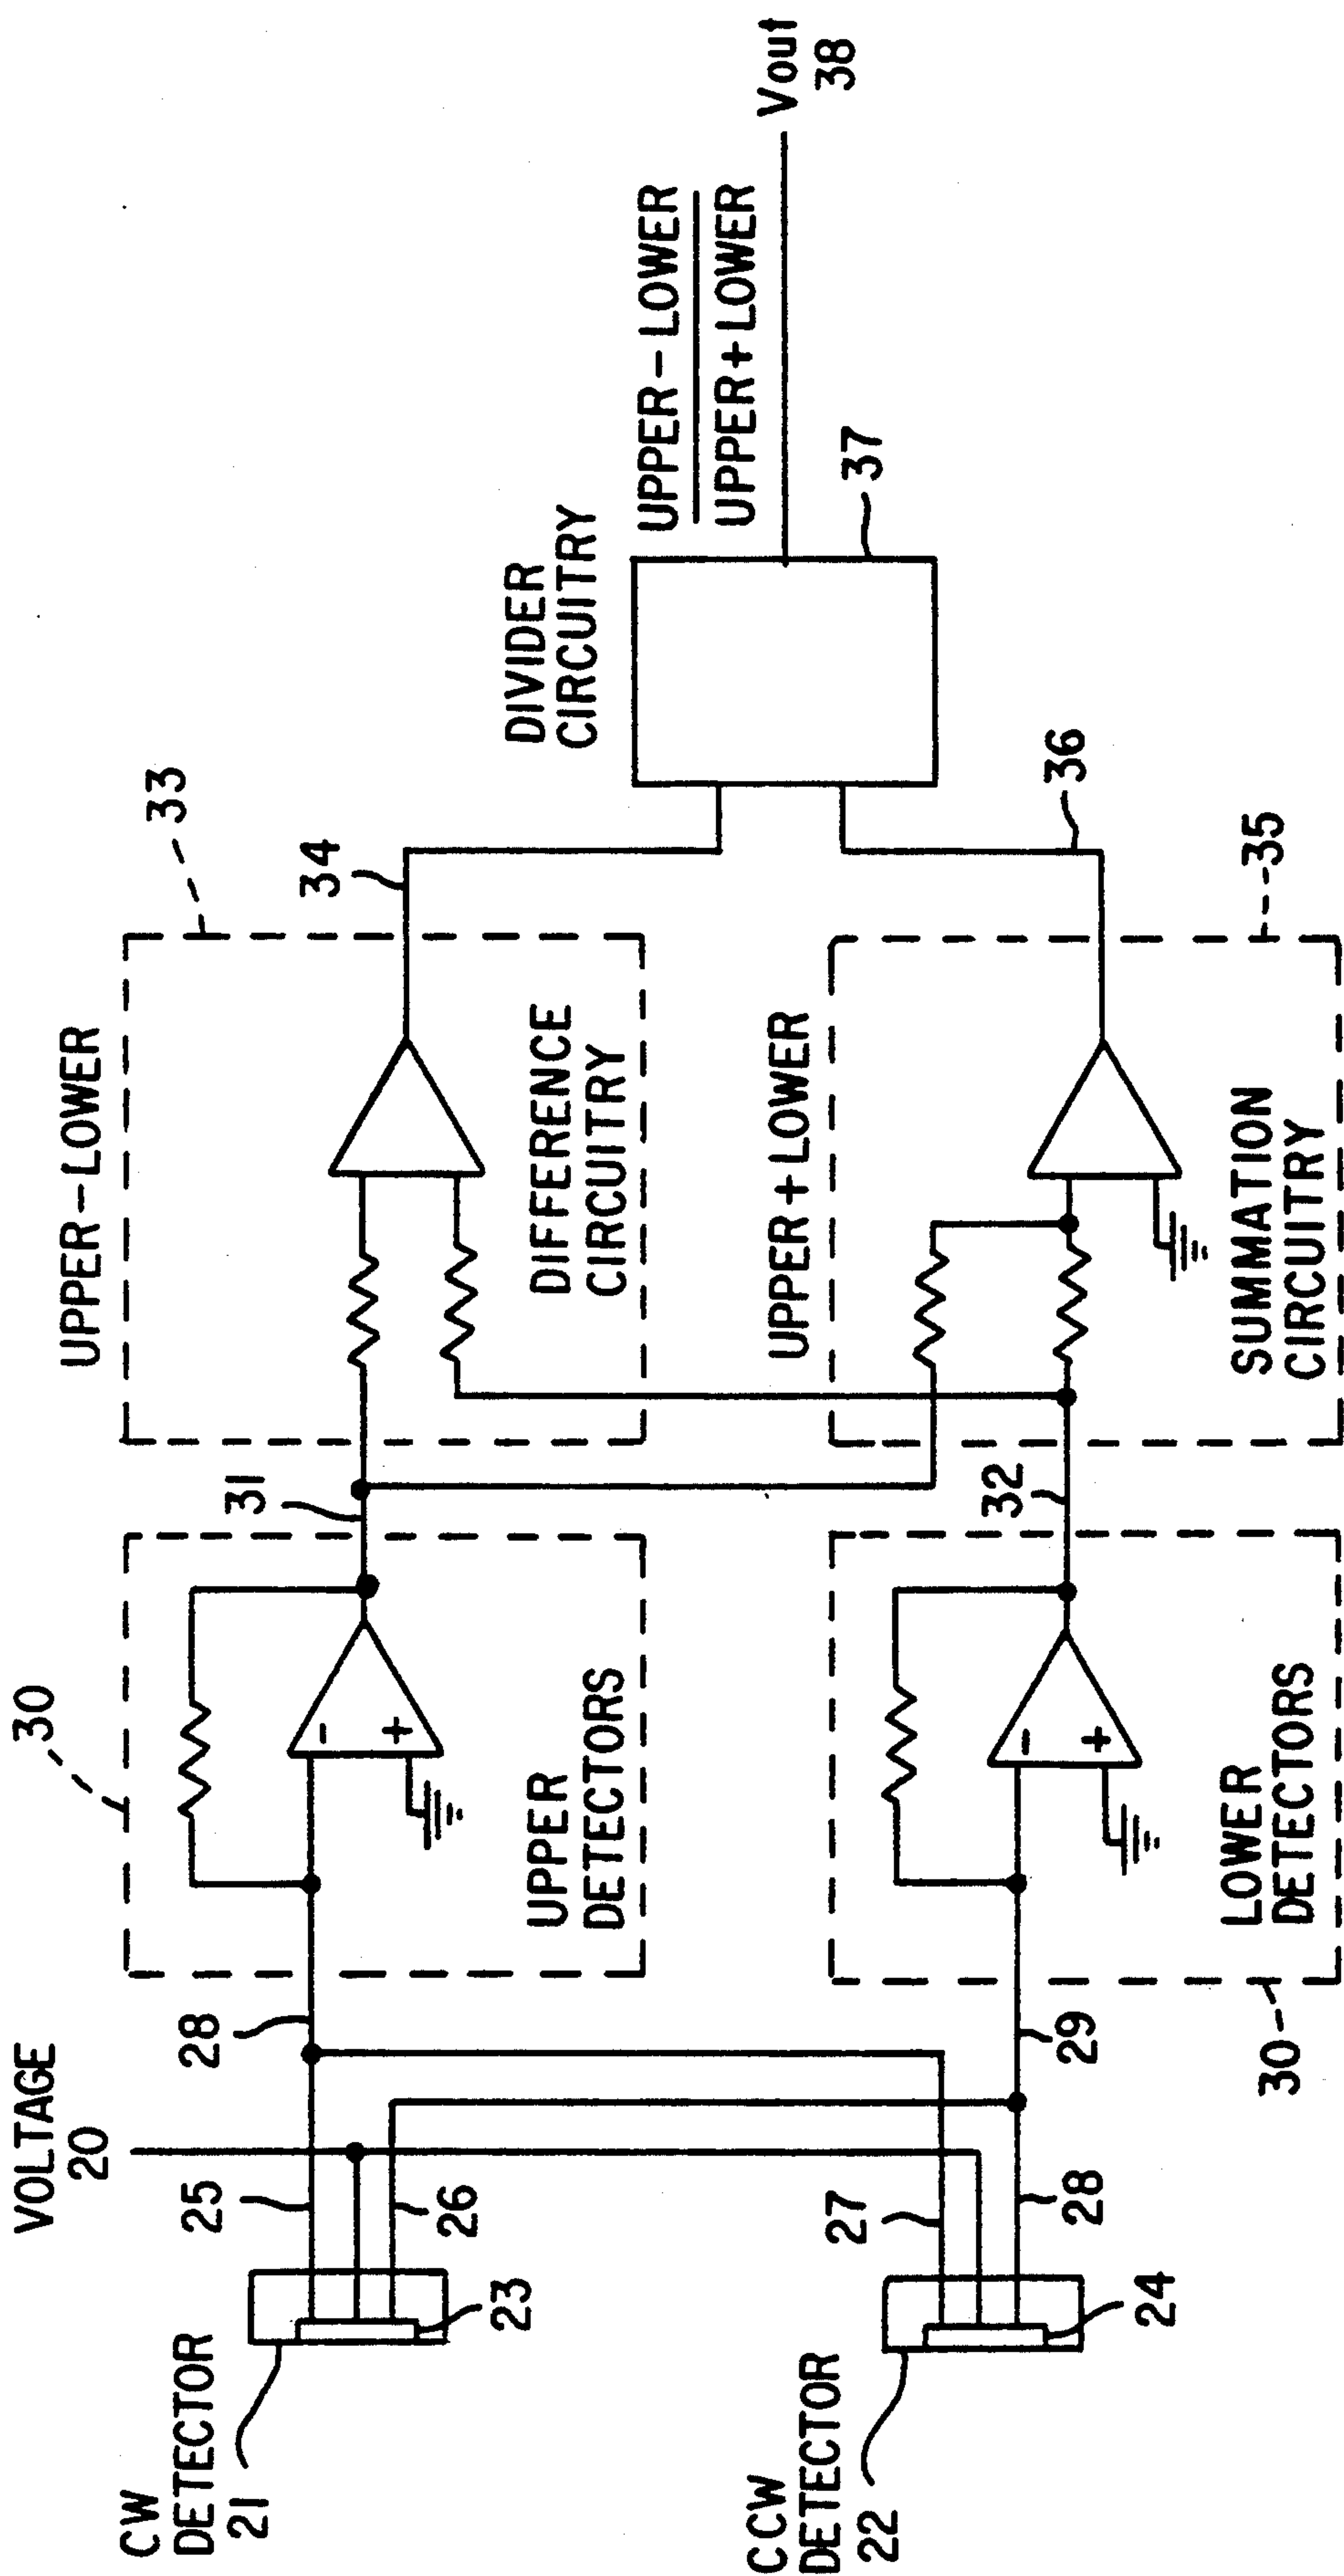 VOLTAGE
20
CW
DETECTOR
21
23
25
26
28
CCW
DETECTOR
22
24
27
28
29
30
-
+
UPPER
DETECTORS
31
30
-
+
LOWER
DETECTORS
32
UPPER-LOWER
33
DIFFERENCE
CIRCUITRY
34
UPPER+LOWER
35
SUMMATION
CIRCUITRY
36
DIVIDER
CIRCUITRY
37
UPPER-LOWER
UPPER+LOWER
Vout
38